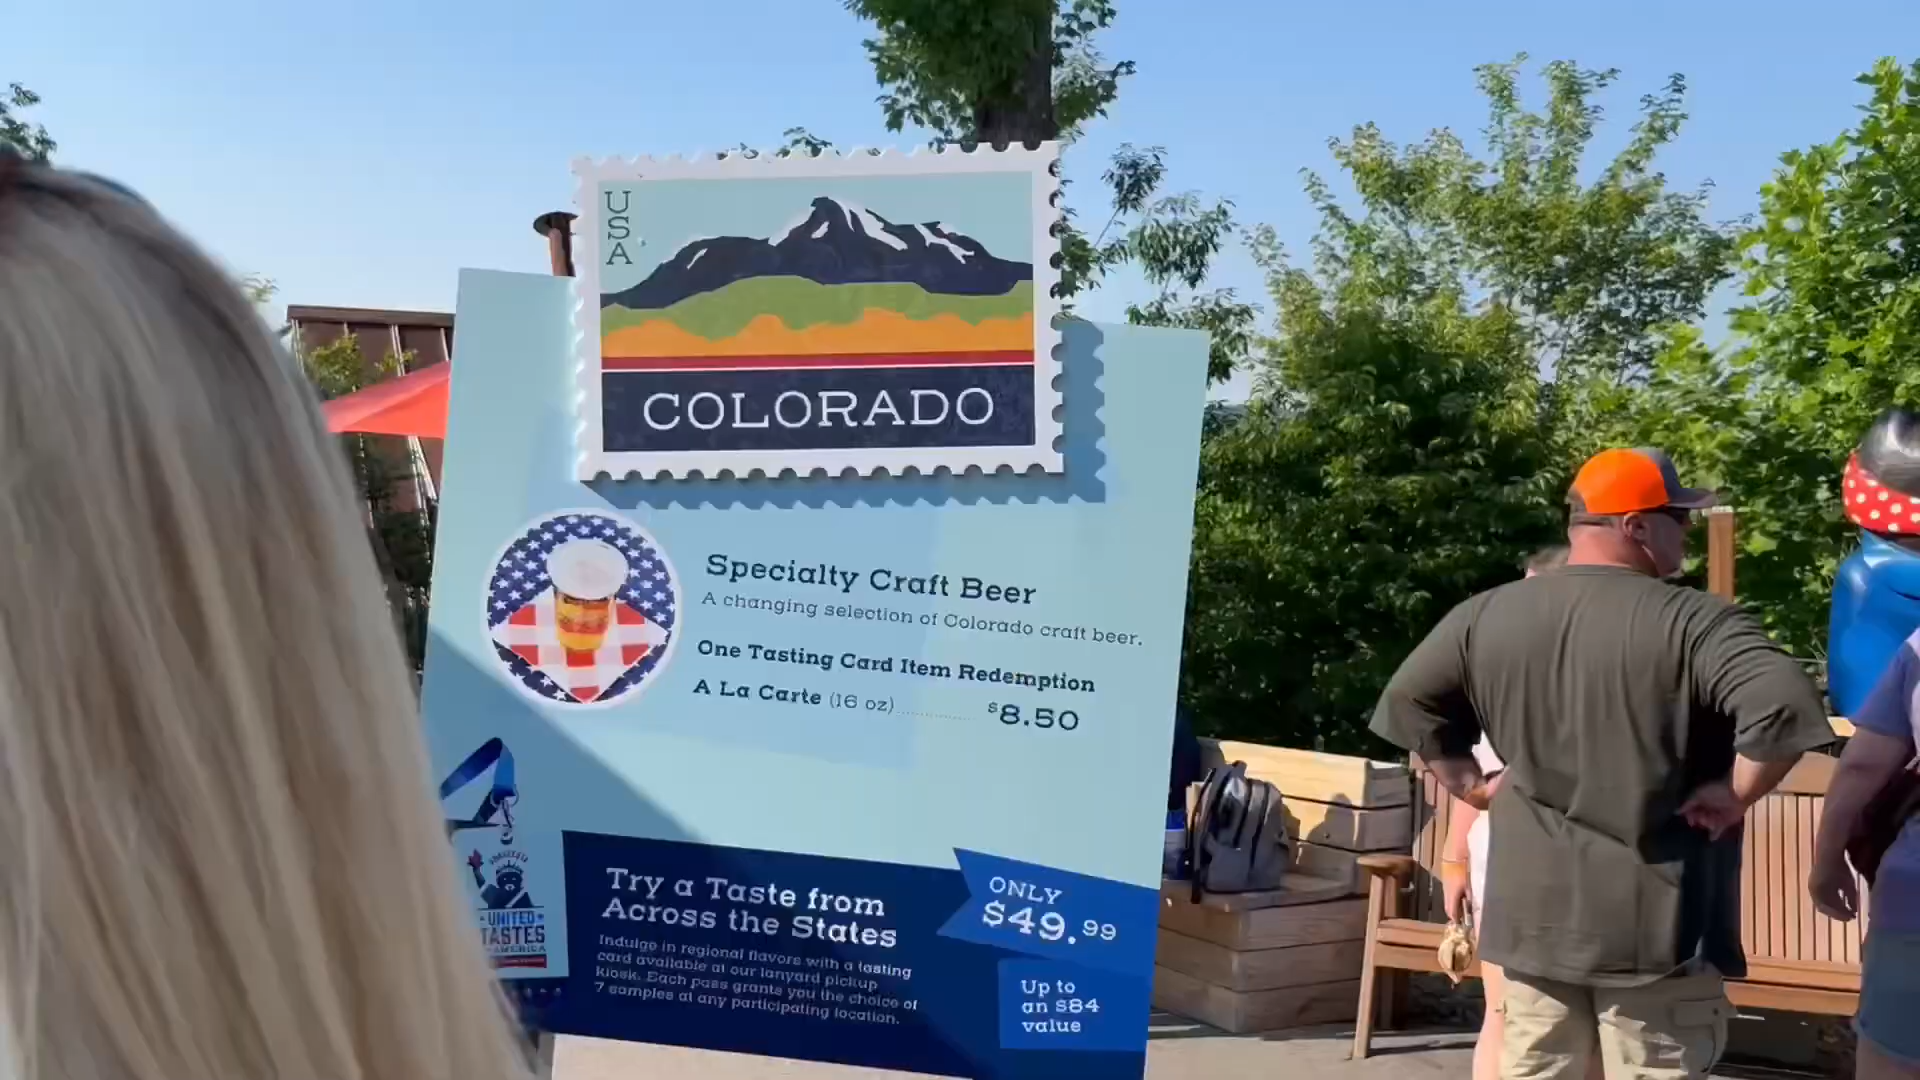 USA
COLORADO
Specialty Craft Beer
A changing selection of Colorado craft beer.
One Tasting Card Item Redemption
A La Carte (16 oz)................ $8.50
UNITED
TASTES
AMERICA
Try a Taste from
Across the States
Indulge in regional flavors with a tasting
card available at our lanyard pickup
kiosk. Each pass grants you the choice of
7 samples at any participating location.
ONLY
$49.99
Up to
an $84
value